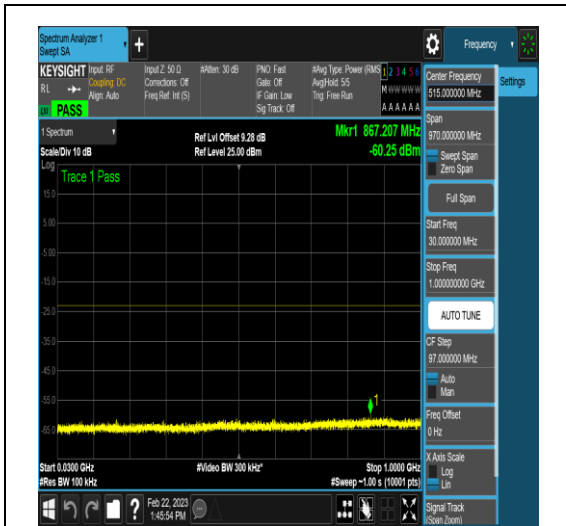 Spectrum Analyzer 1
Swept SA
+
Frequency
KEYSIGHT
RL
PASS
Input: RF
Coupling: DC
Align: Auto
Input Z: 50 Ω
Corrections: Off
Freq Ref: Int (S)
#Atten: 30 dB
PNO: Fast
Gate: Off
IF Gain: Low
Sig Track: Off
#Avg Type: Power (RMS
Avg|Hold: 5/5
Trig: Free Run
1 2 3 4 5 6
M W W W W W
A A A A A A
Center Frequency
515.000000 MHz
Settings
Span
970.000000 MHz
Swept Span
Zero Span
Full Span
Start Freq
30.000000 MHz
Stop Freq
1.000000000 GHz
AUTO TUNE
CF Step
97.000000 MHz
Auto
Man
Freq Offset
0 Hz
X Axis Scale
Log
Lin
Signal Track
(Span Zoom)
1 Spectrum
Scale/Div 10 dB
Ref Lvl Offset 9.28 dB
Ref Level 25.00 dBm
Mkr1 867.207 MHz
-60.25 dBm
Log
Trace 1 Pass
15.0
5.00
-5.00
-15.0
-25.0
-35.0
-45.0
-55.0
-65.0
1
Start 0.0300 GHz
#Res BW 100 kHz
#Video BW 300 kHz*
Stop 1.0000 GHz
#Sweep ~1.00 s (10001 pts)
?
Feb 22, 2023
1:45:54 PM